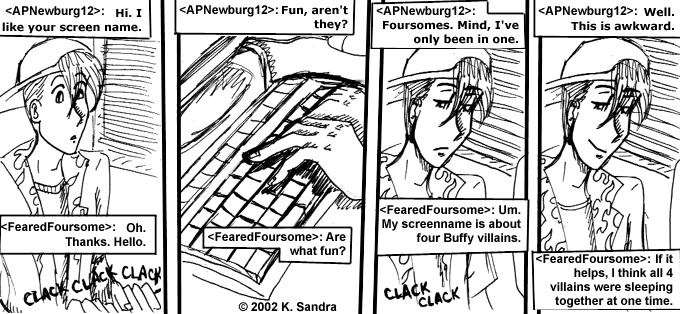 <APNewburg12>: Hi. I
like your screen name.
<FearedFoursome>: Oh.
Thanks. Hello.
CLACK CLACK CLACK
<APNewburg12>: Fun, aren't
they?
<FearedFoursome>: Are
what fun?
© 2002 K. Sandra
<APNewburg12>:
Foursomes. Mind, I've
only been in one.
<FearedFoursome>: Um.
My screenname is about
four Buffy villains.
CLACK
CLACK
<APNewburg12>: Well.
This is awkward.
<FearedFoursome>: If it
helps, I think all 4
villains were sleeping
together at one time.